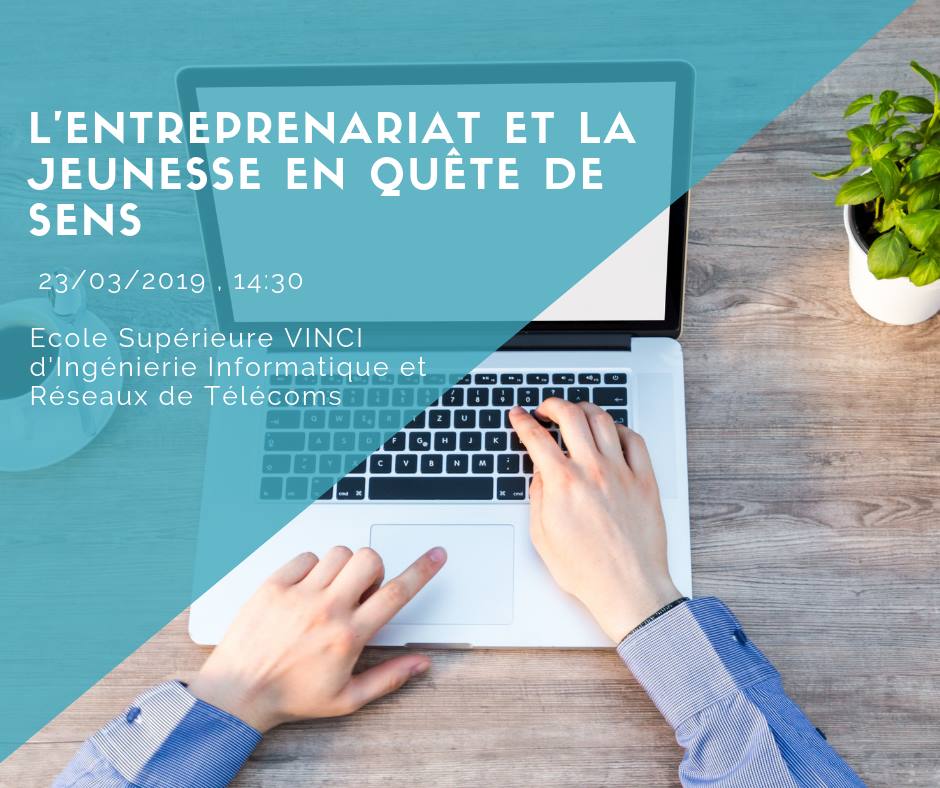 L'ENTREPRENARIAT ET LA
JEUNESSE EN QUÊTE DE
SENS
23/03/2019 , 14:30
Ecole Supérieure VINCI
d'Ingénierie Informatique et
Réseaux de Télécoms